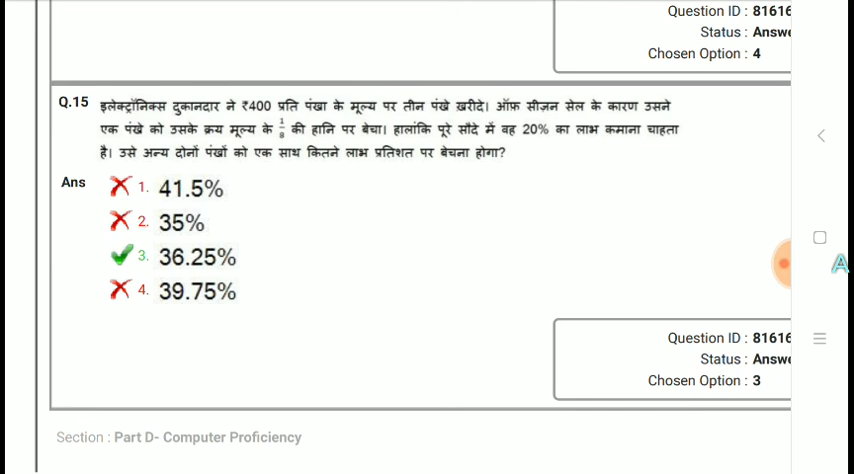 Question ID : 81616
Status : Answe
Chosen Option : 4
Q.15 इलेक्ट्रॉनिक्स दुकानदार ने ₹400 प्रति पंखा के मूल्य पर तीन पंखे ख़रीदे। ऑफ़ सीज़न सेल के कारण उसने
एक पंखे को उसके क्रय मूल्य के 1/8 की हानि पर बेचा। हालांकि पूरे सौदे में वह 20% का लाभ कमाना चाहता
है। उसे अन्य दोनों पंखों को एक साथ कितने लाभ प्रतिशत पर बेचना होगा?
Ans 1. 41.5%
2. 35%
3. 36.25%
4. 39.75%
Question ID : 81616
Status : Answe
Chosen Option : 3
Section : Part D- Computer Proficiency
A